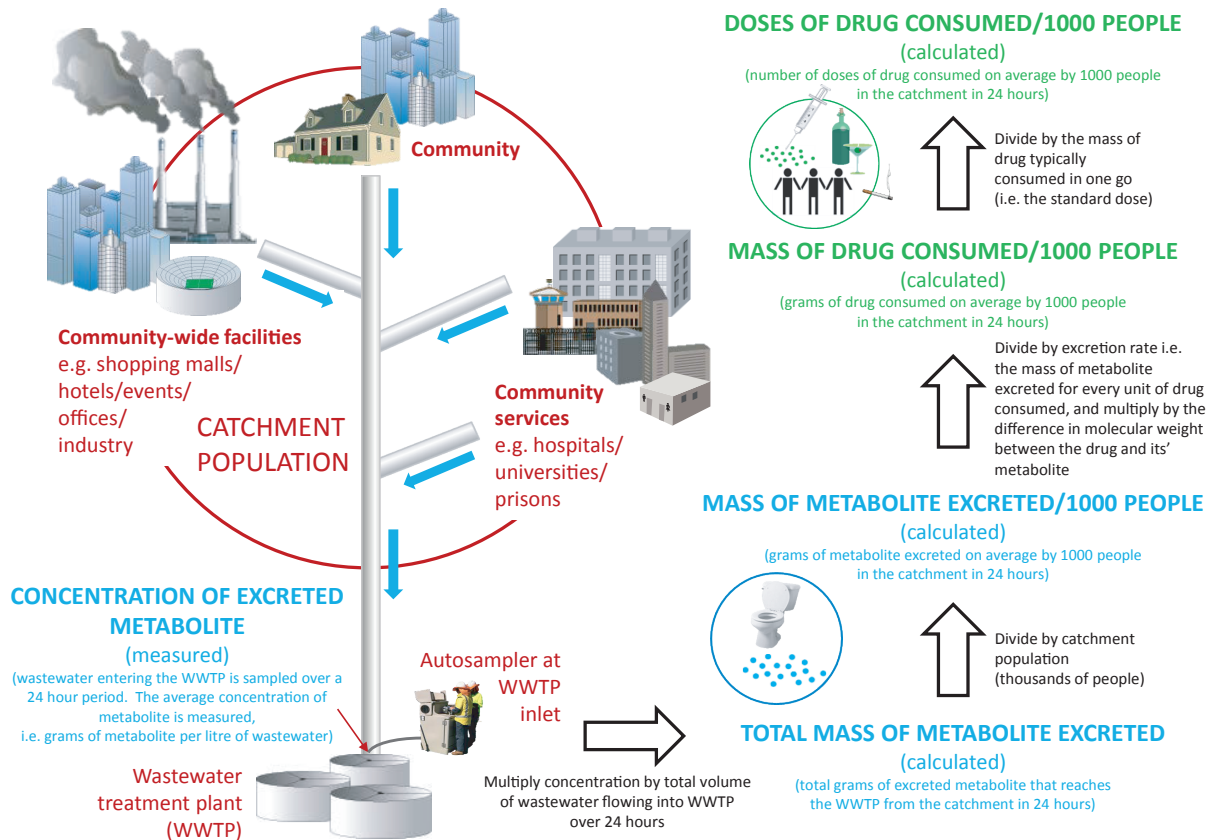 Community
Community-wide facilities
e.g. shopping malls/
hotels/events/
offices/
industry
CATCHMENT
POPULATION
Community
services
e.g. hospitals/
universities/
prisons
CONCENTRATION OF EXCRETED
METABOLITE
(measured)
(wastewater entering the WWTP is sampled over a
24 hour period.  The average concentration of
metabolite is measured,
i.e. grams of metabolite per litre of wastewater)
Autosampler at
WWTP
inlet
Wastewater
treatment plant
(WWTP)
Multiply concentration by total volume
of wastewater flowing into WWTP
over 24 hours
DOSES OF DRUG CONSUMED/1000 PEOPLE
(calculated)
(number of doses of drug consumed on average by 1000 people
in the catchment in 24 hours)
Divide by the mass of
drug typically
consumed in one go
(i.e. the standard dose)
MASS OF DRUG CONSUMED/1000 PEOPLE
(calculated)
(grams of drug consumed on average by 1000 people
in the catchment in 24 hours)
Divide by excretion rate i.e.
the mass of metabolite
excreted for every unit of drug
consumed, and multiply by the
difference in molecular weight
between the drug and its'
metabolite
MASS OF METABOLITE EXCRETED/1000 PEOPLE
(calculated)
(grams of metabolite excreted on average by 1000 people
in the catchment in 24 hours)
Divide by catchment
population
(thousands of people)
TOTAL MASS OF METABOLITE EXCRETED
(calculated)
(total grams of excreted metabolite that reaches
the WWTP from the catchment in 24 hours)